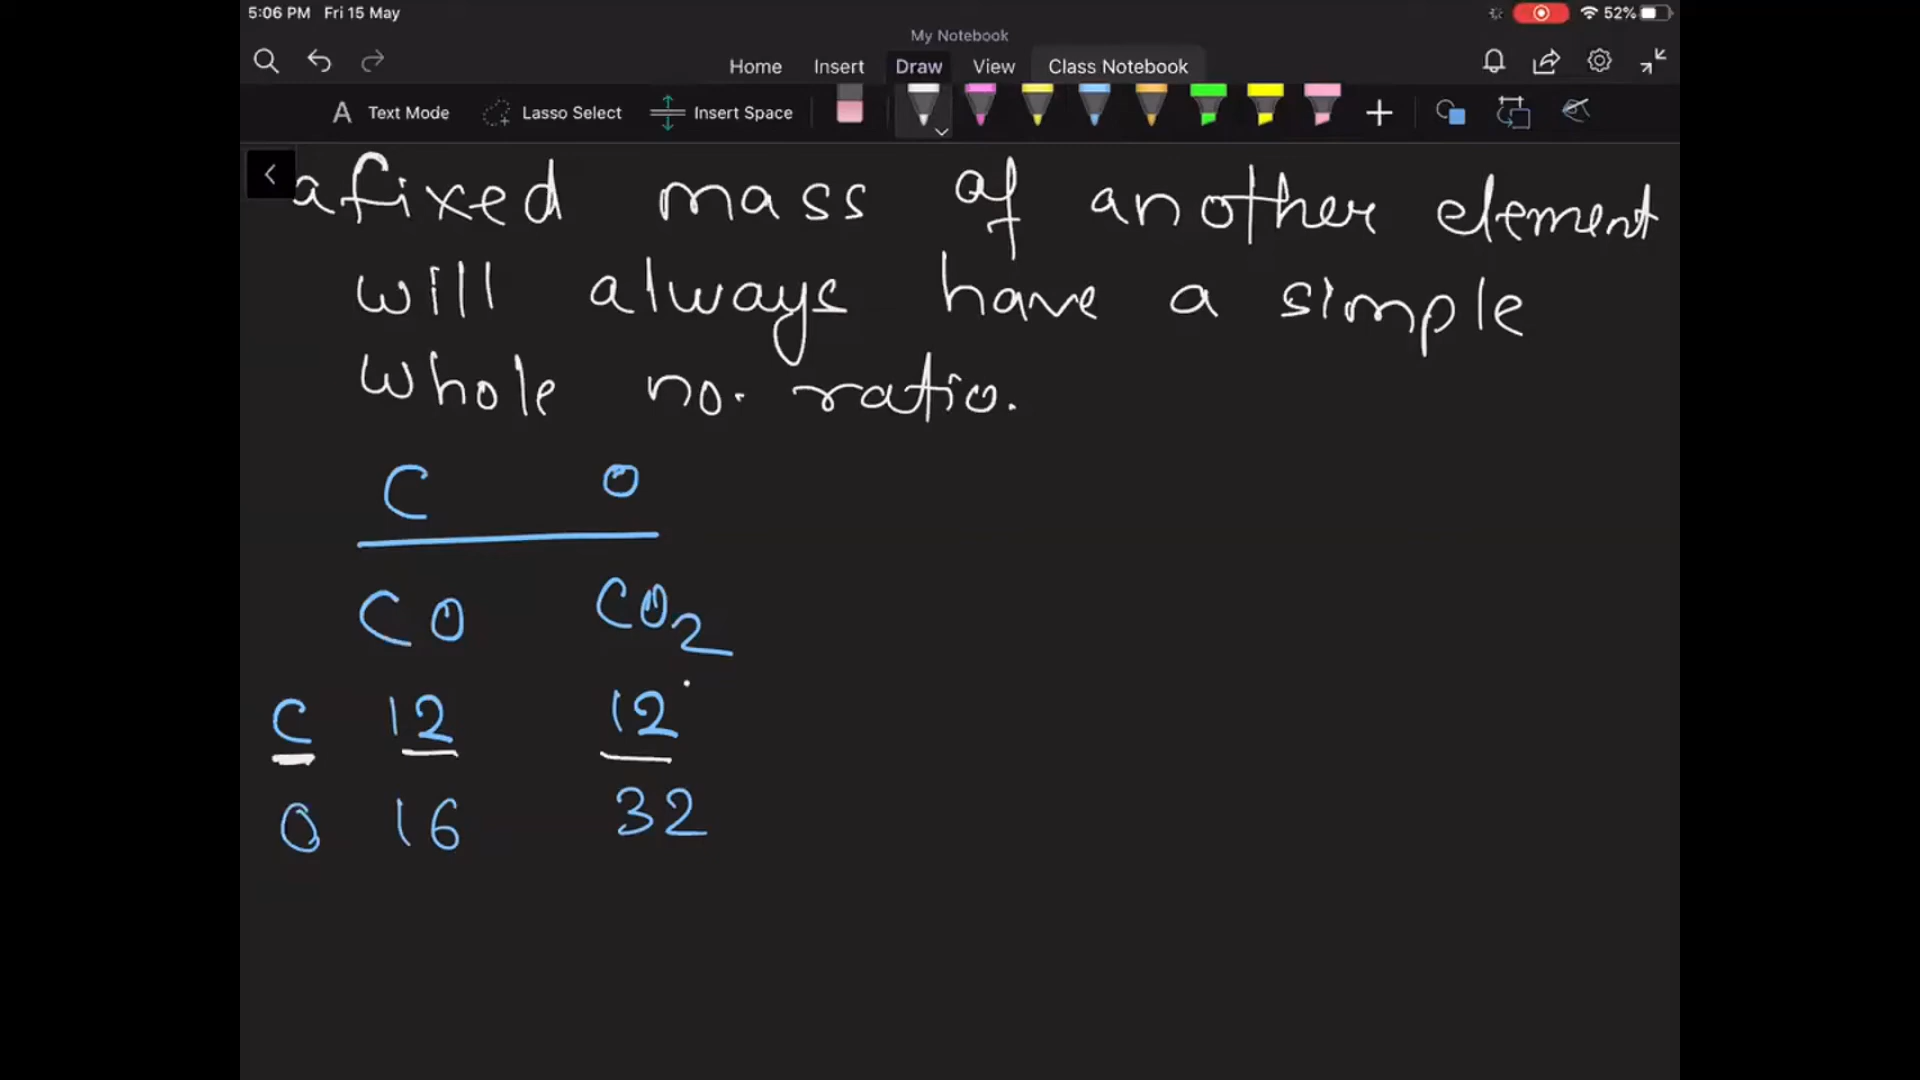 5:06 PM Fri 15 May 52%
My Notebook
Home Insert Draw View Class Notebook
A Text Mode Lasso Select Insert Space
a fixed mass of another element
will always have a simple
whole no. ratio.
C O
CO CO2
C 12 12
O 16 32